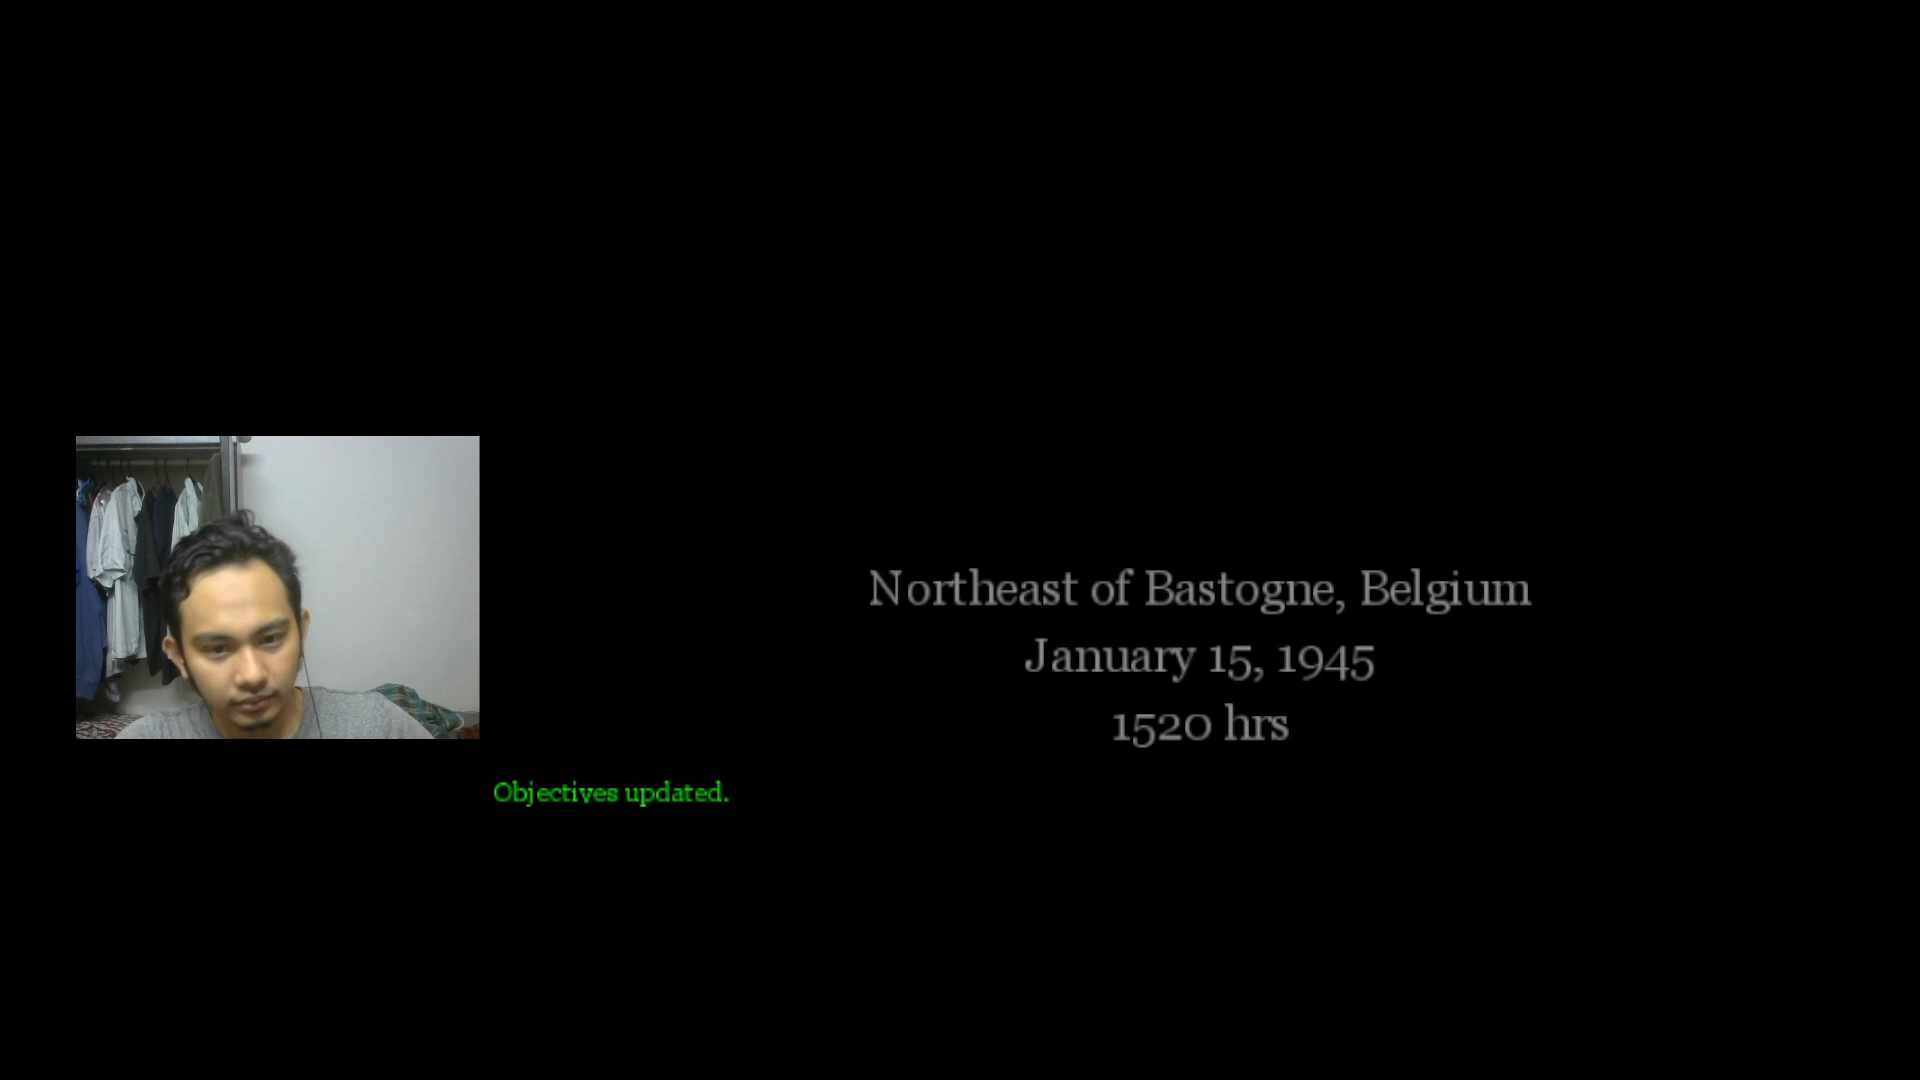 Northeast of Bastogne, Belgium
January 15, 1945
1520 hrs
Objectives updated.